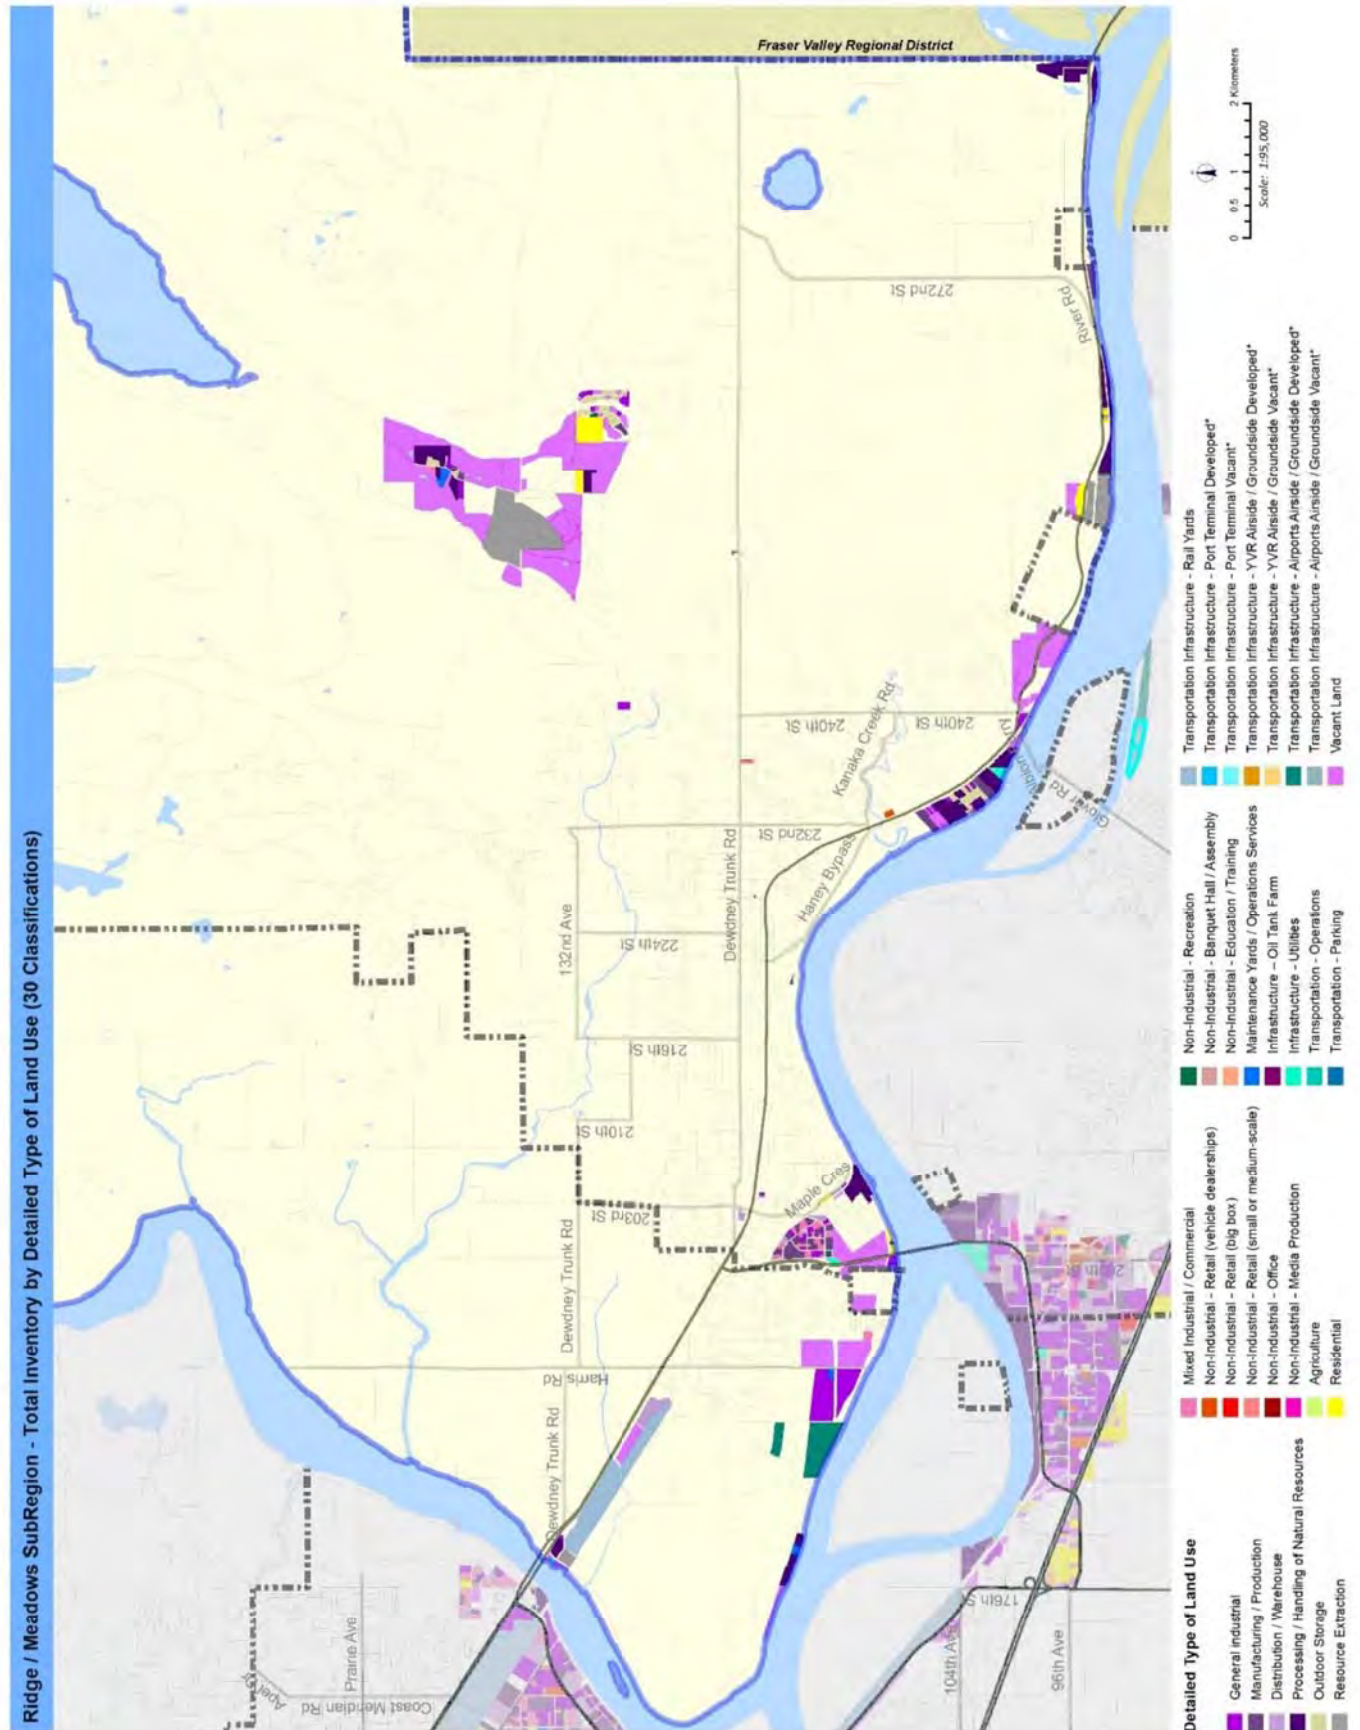 Ridge / Meadows SubRegion - Total Inventory by Detailed Type of Land Use (30 Classifications)
Fraser Valley Regional District
272nd St
River Rd
240th St
240th St
Kanaka Creek Rd
232nd St
Haney Bypass
Glover Rd
Dewdney Trunk Rd
132nd Ave
224th St
216th St
210th St
203rd St
Maple Cres
Dewdney Trunk Rd
Harris Rd
Dewdney Trunk Rd
Prairie Ave
Coast Meridian Rd
176th St
104th Ave
96th Ave
0 0.5 1 2 Kilometers
Scale: 1:95,000
Detailed Type of Land Use
General industrial
Manufacturing / Production
Distribution / Warehouse
Processing / Handling of Natural Resources
Outdoor Storage
Resource Extraction
Mixed Industrial / Commercial
Non-Industrial - Retail (vehicle dealerships)
Non-Industrial - Retail (big box)
Non-Industrial - Retail (small or medium-scale)
Non-Industrial - Office
Non-Industrial - Media Production
Agriculture
Residential
Non-Industrial - Recreation
Non-Industrial - Banquet Hall / Assembly
Non-Industrial - Education / Training
Maintenance Yards / Operations Services
Infrastructure – Oil Tank Farm
Infrastructure - Utilities
Transportation - Operations
Transportation - Parking
Transportation Infrastructure - Rail Yards
Transportation Infrastructure - Port Terminal Developed*
Transportation Infrastructure - Port Terminal Vacant*
Transportation Infrastructure - YVR Airside / Groundside Developed*
Transportation Infrastructure - YVR Airside / Groundside Vacant*
Transportation Infrastructure - Airports Airside / Groundside Developed*
Transportation Infrastructure - Airports Airside / Groundside Vacant*
Vacant Land